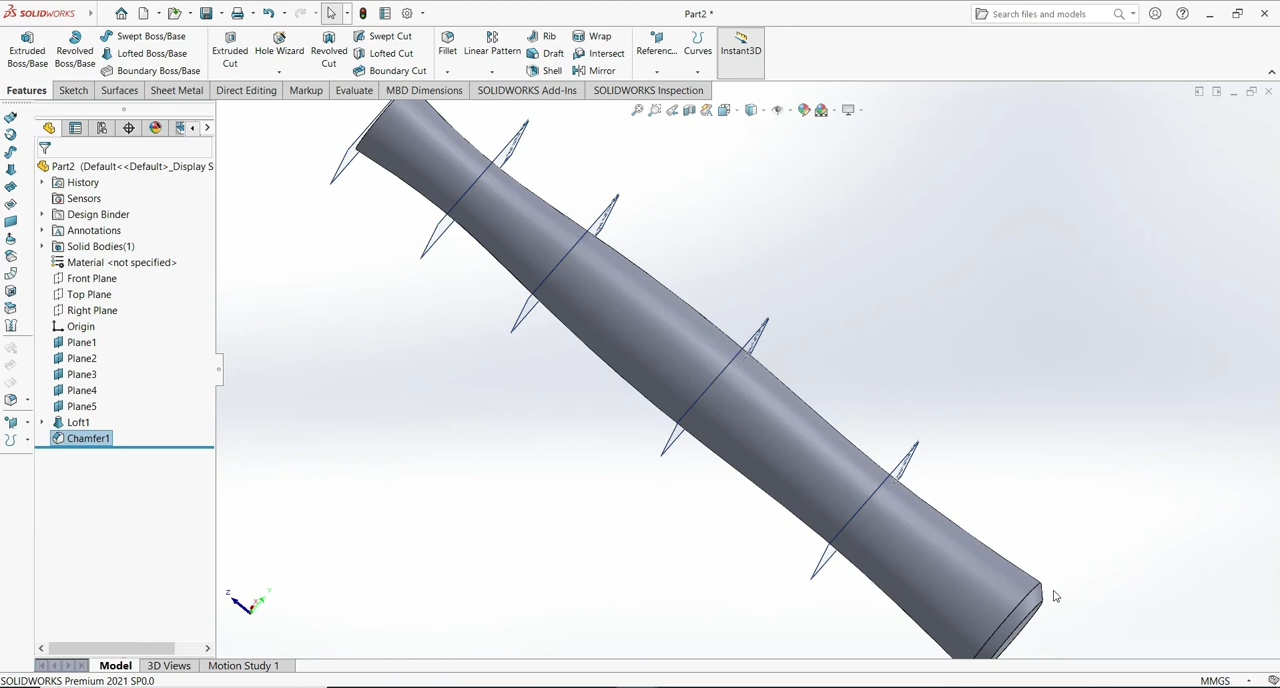 SOLIDWORKS
Part2 *
Search files and models
Extruded Boss/Base
Revolved Boss/Base
Swept Boss/Base
Lofted Boss/Base
Boundary Boss/Base
Extruded Cut
Hole Wizard
Revolved Cut
Swept Cut
Lofted Cut
Boundary Cut
Fillet
Linear Pattern
Rib
Draft
Shell
Wrap
Intersect
Mirror
Referenc...
Curves
Instant3D
Features Sketch Surfaces Sheet Metal Direct Editing Markup Evaluate MBD Dimensions SOLIDWORKS Add-Ins SOLIDWORKS Inspection
Part2 (Default<<Default>_Display S
History
Sensors
Design Binder
Annotations
Solid Bodies(1)
Material <not specified>
Front Plane
Top Plane
Right Plane
Origin
Plane1
Plane2
Plane3
Plane4
Plane5
Loft1
Chamfer1
Z
Y
X
Model 3D Views Motion Study 1
SOLIDWORKS Premium 2021 SP0.0
MMGS